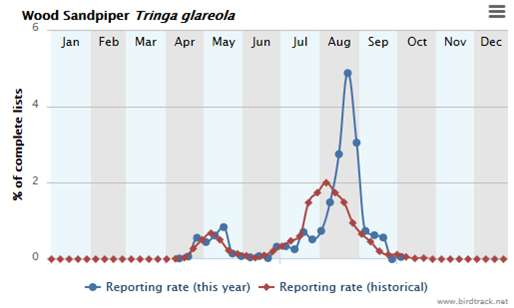 Wood Sandpiper Tringa glareola
6
Jan Feb Mar Apr May Jun Jul Aug Sep Oct Nov Dec
4
% of complete lists
2
0
Reporting rate (this year) Reporting rate (historical)
www.birdtrack.net